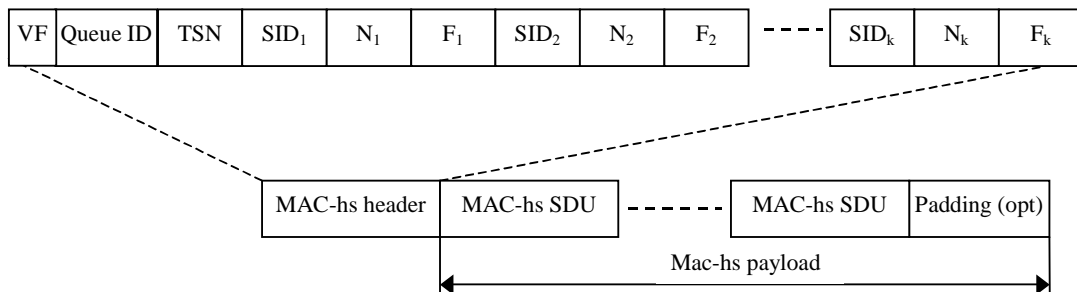 VF Queue ID TSN SID₁ N₁ F₁ SID₂ N₂ F₂ SIDₖ Nₖ Fₖ
MAC-hs header MAC-hs SDU MAC-hs SDU Padding (opt)
Mac-hs payload